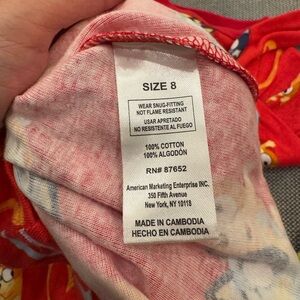 SIZE 8
WEAR SNUG-FITTING
NOT FLAME RESISTANT
USAR APRETADO
NO RESISTENTE AL FUEGO
100% COTTON
100% ALGODÓN
RN# 87652
American Marketing Enterprise INC.
350 Fifth Avenue
New York, NY 10118
MADE IN CAMBODIA
HECHO EN CAMBODIA